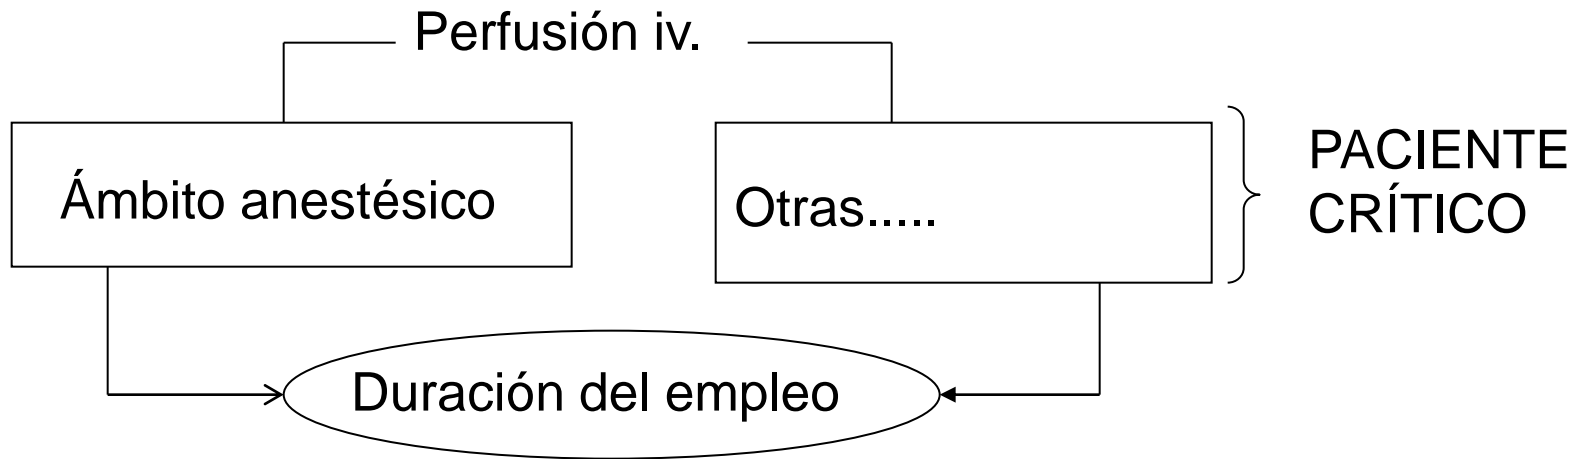 Perfusión iv.
Ámbito anestésico
Otras.....
PACIENTE
CRÍTICO
Duración del empleo